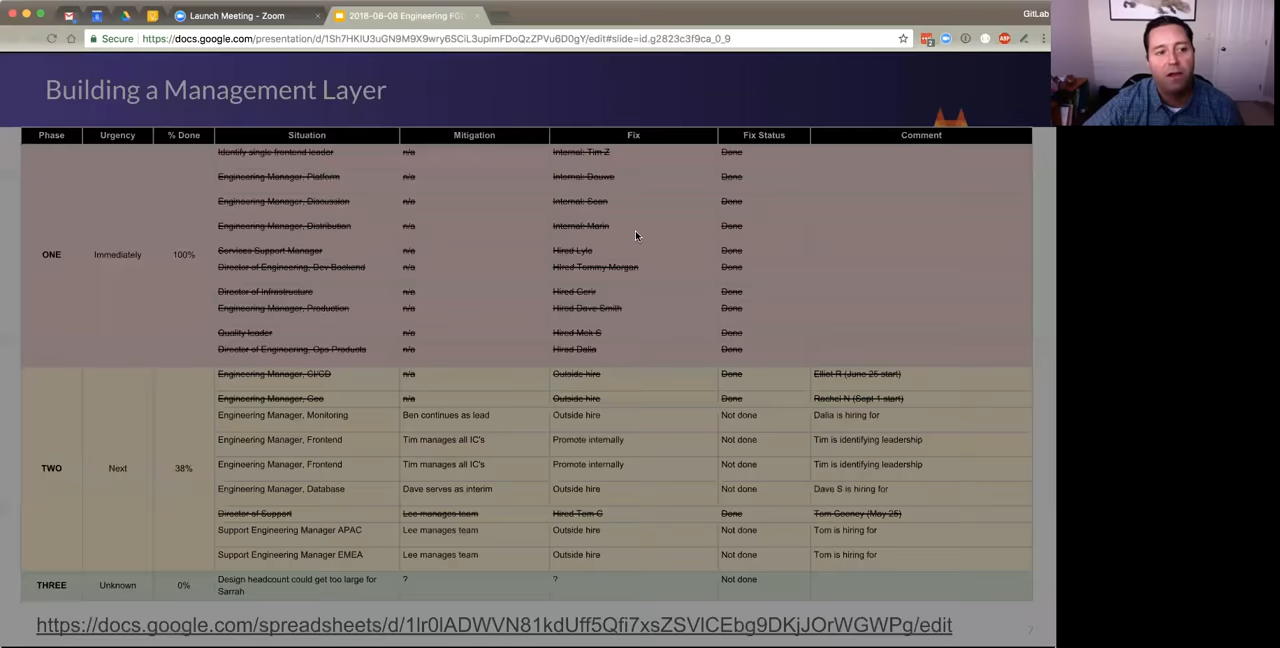 Launch Meeting - Zoom
2018-06-08 Engineering FG
GitLab
Secure
https://docs.google.com/presentation/d/1Sh7HKIU3uGN9M9X9wry6SCiL3upimFDoQzZPVu6D0gY/edit#slide=id.g2823c3f9ca_0_9
Building a Management Layer
Phase Urgency % Done Situation Mitigation Fix Fix Status Comment
Identify single frontend leader n/a Internal: Tim Z Done
Engineering Manager, Platform n/a Internal: Douwe Done
Engineering Manager, Discussion n/a Internal: Sean Done
Engineering Manager, Distribution n/a Internal: Marin Done
ONE Immediately 100% Services Support Manager n/a Hired Lyle Done
Director of Engineering, Dev Backend n/a Hired Tommy Morgan Done
Director of Infrastructure n/a Hired Gerir Done
Engineering Manager, Production n/a Hired Dave Smith Done
Quality leader n/a Hired Mek S Done
Director of Engineering, Ops Products n/a Hired Dalia Done
Engineering Manager, CI/CD n/a Outside hire Done Elliot R (June 25 start)
Engineering Manager, Geo n/a Outside hire Done Rachel N (Sept 1 start)
Engineering Manager, Monitoring Ben continues as lead Outside hire Not done Dalia is hiring for
Engineering Manager, Frontend Tim manages all IC's Promote internally Not done Tim is identifying leadership
TWO Next 38% Engineering Manager, Frontend Tim manages all IC's Promote internally Not done Tim is identifying leadership
Engineering Manager, Database Dave serves as interim Outside hire Not done Dave S is hiring for
Director of Support Lee manages team Hired Tom C Done Tom Cooney (May 25)
Support Engineering Manager APAC Lee manages team Outside hire Not done Tom is hiring for
Support Engineering Manager EMEA Lee manages team Outside hire Not done Tom is hiring for
THREE Unknown 0% Design headcount could get too large for ? ? Not done
Sarrah
https://docs.google.com/spreadsheets/d/1lr0lADWVN81kdUff5Qfi7xsZSVlCEbg9DKjJOrWGWPg/edit
7